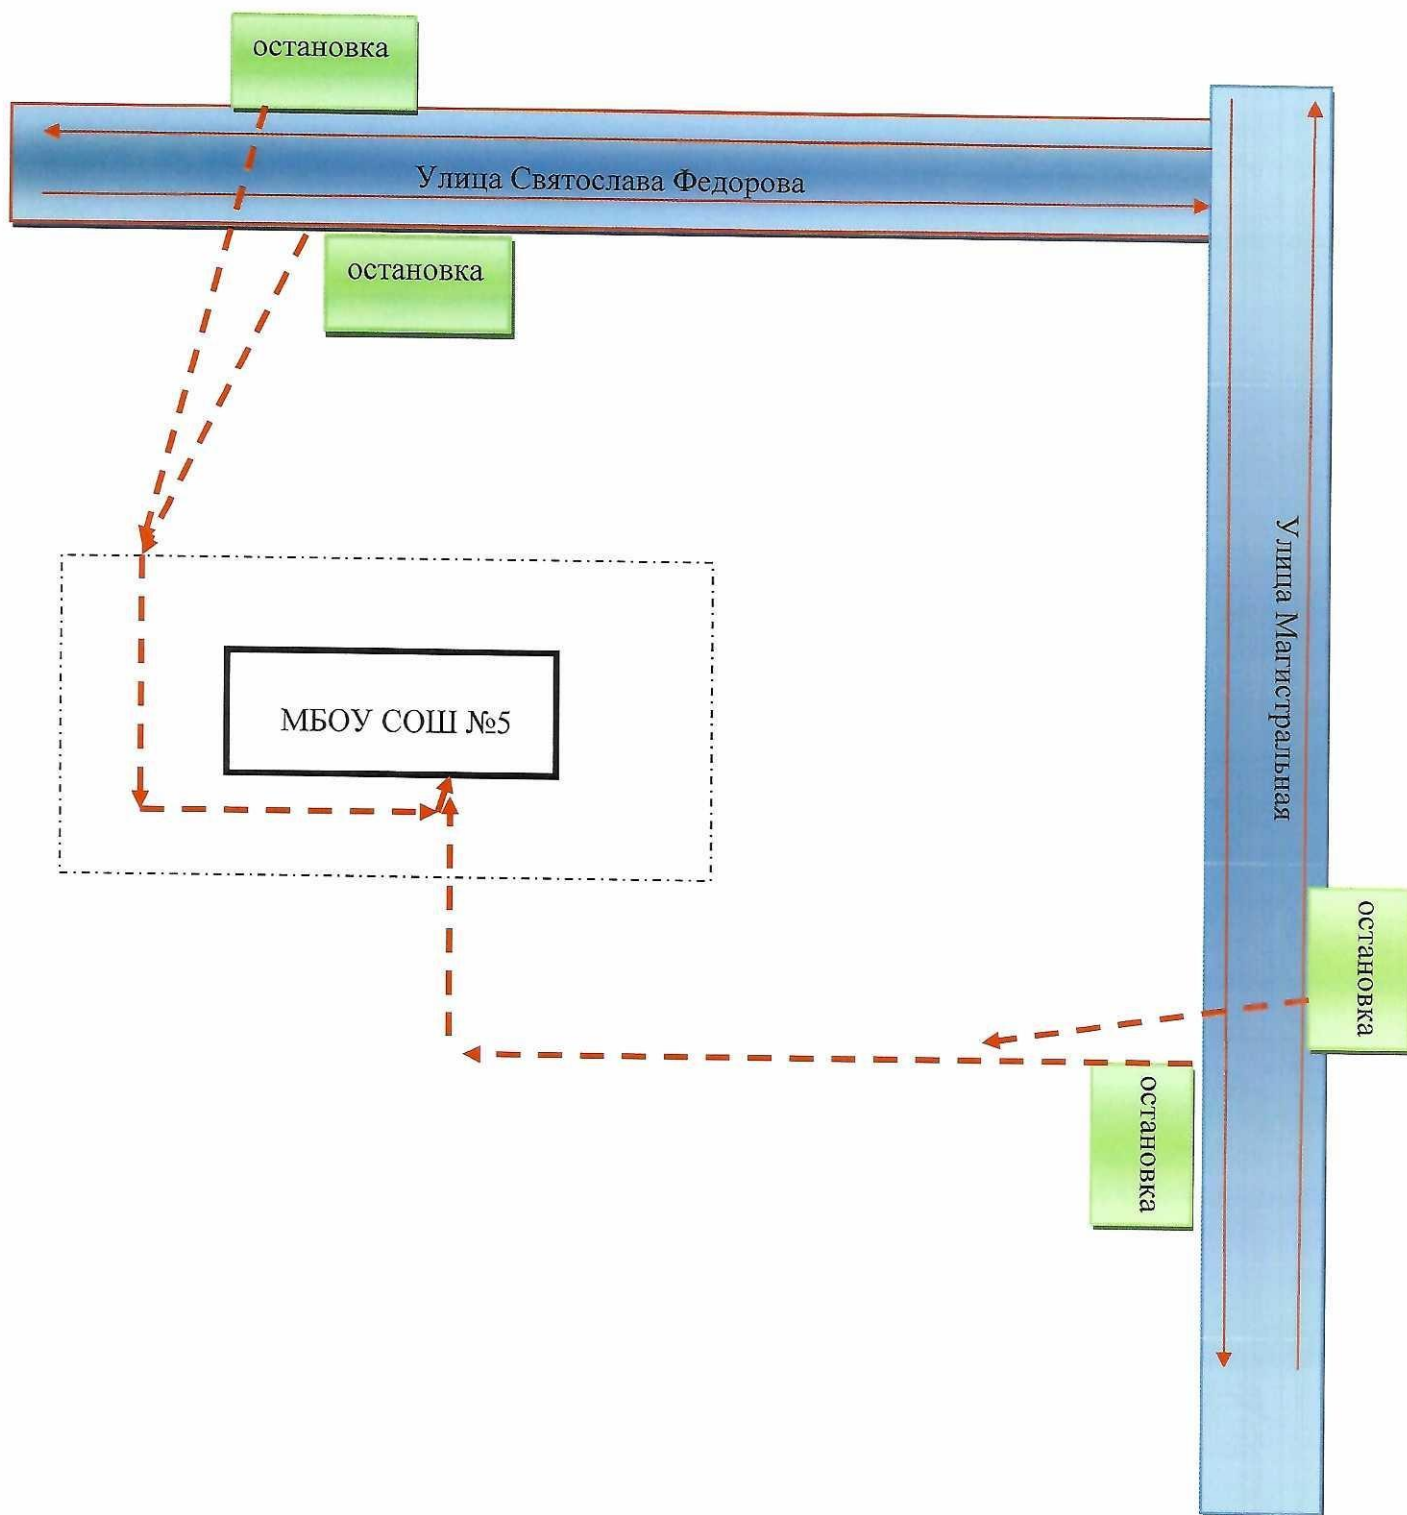 остановка
Улица Святослава Федорова
остановка
Улица Магистральная
МБОУ СОШ №5
остановка
остановка